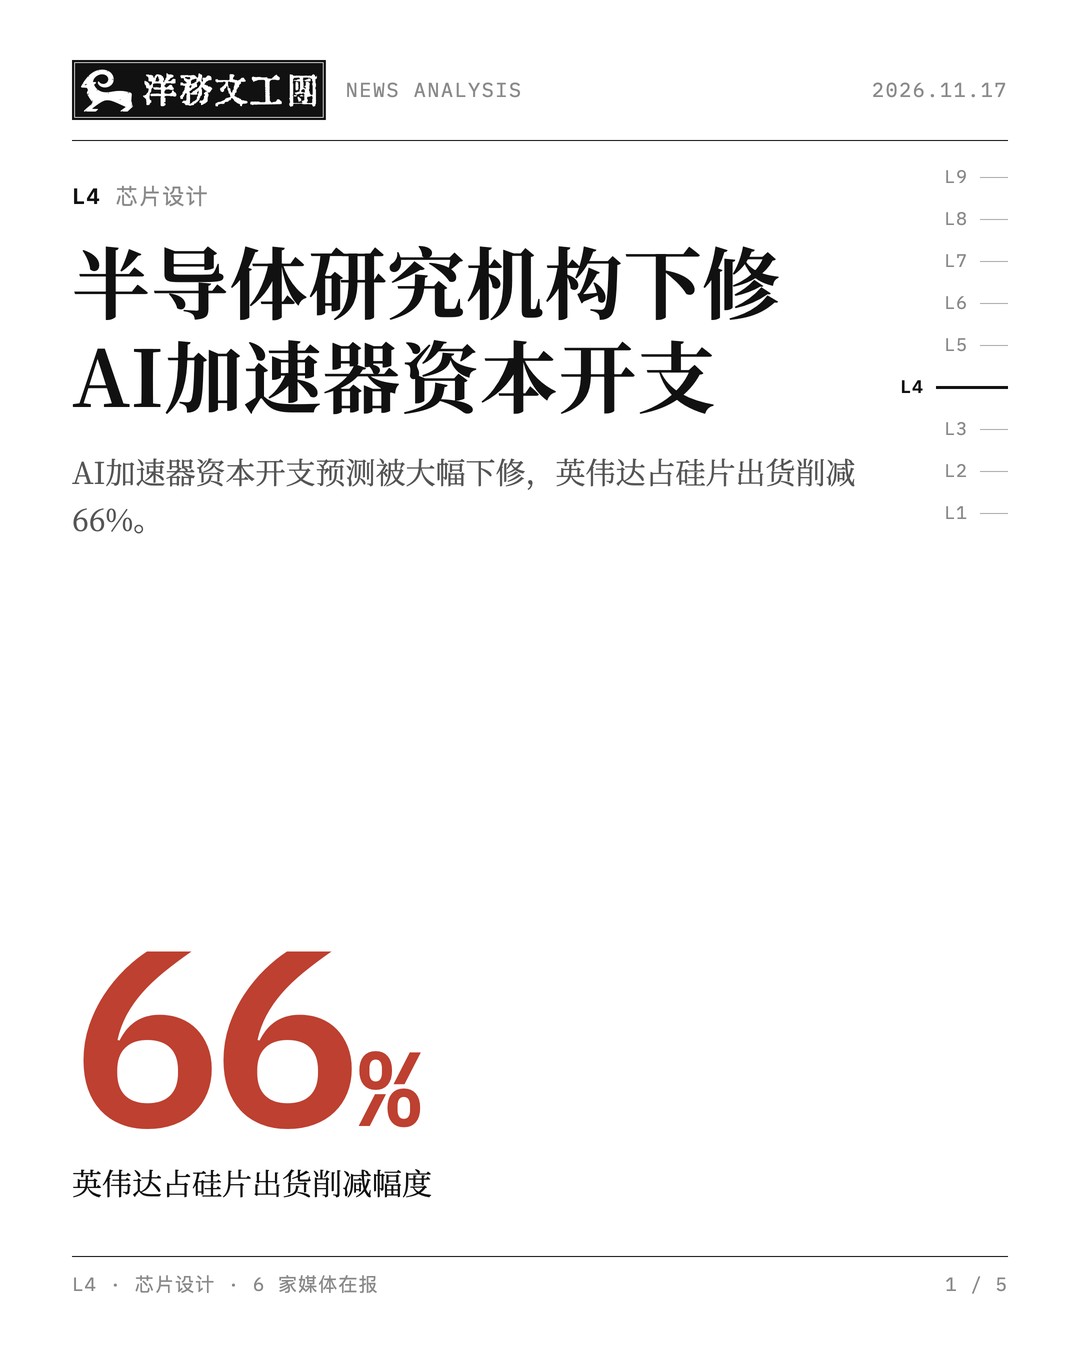 洋務文工團 NEWS ANALYSIS 2026.11.17
L4 芯片设计
半导体研究机构下修
AI加速器资本开支
AI加速器资本开支预测被大幅下修，英伟达占硅片出货削减
66%。
L9
L8
L7
L6
L5
L4
L3
L2
L1
66%
英伟达占硅片出货削减幅度
L4 · 芯片设计 · 6 家媒体在报 1 / 5